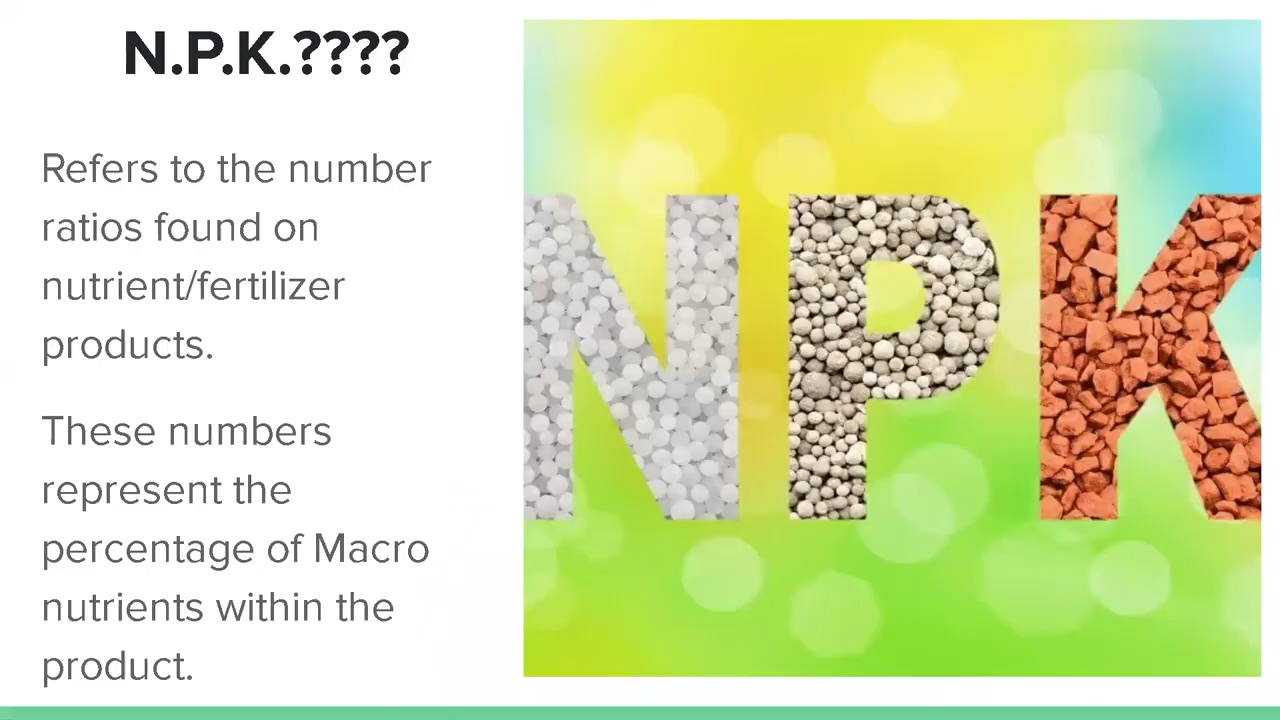 N.P.K.????
Refers to the number
ratios found on
nutrient/fertilizer
products.
These numbers
represent the
percentage of Macro
nutrients within the
product.
NPK